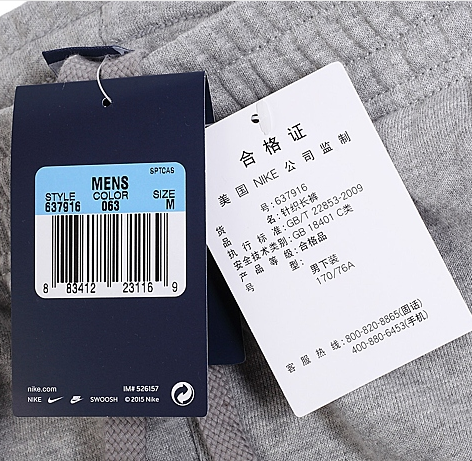 SPTCAS
MENS
STYLE COLOR SIZE
637916 063 M
8 83412 23116 9
nike.com IM# 526157
NIKE SWOOSH © 2015 Nike
合格证
美国 NIKE 公司监制
货号:637916
品名:针织长裤
执行标准:GB/T 22853-2009
安全技术类别:GB 18401 C类
产品等级:合格品
号型:男下装
170/76A
客服热线:800-820-8865(固话)
400-880-6453(手机)